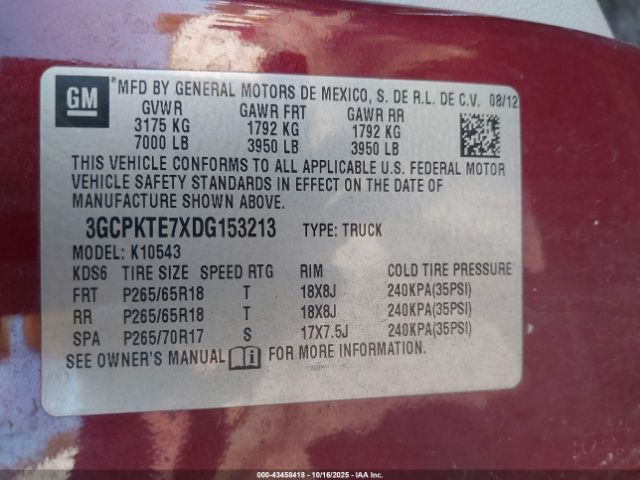 GM
*MFD BY GENERAL MOTORS DE MEXICO, S. DE R.L. DE C.V. 08/12
GVWR GAWR FRT GAWR RR
3175 KG 1792 KG 1792 KG
7000 LB 3950 LB 3950 LB
THIS VEHICLE CONFORMS TO ALL APPLICABLE U.S. FEDERAL MOTOR
VEHICLE SAFETY STANDARDS IN EFFECT ON THE DATE OF
MANUFACTURE SHOWN ABOVE.
3GCPKTE7XDG153213 TYPE: TRUCK
MODEL: K10543
KDS6 TIRE SIZE SPEED RTG RIM COLD TIRE PRESSURE
FRT P265/65R18 T 18X8J 240KPA(35PSI)
RR P265/65R18 T 18X8J 240KPA(35PSI)
SPA P265/70R17 S 17X7.5J 240KPA(35PSI)
SEE OWNER'S MANUAL FOR MORE INFORMATION.
000-43458418 - 10/16/2025 - IAAI.COM